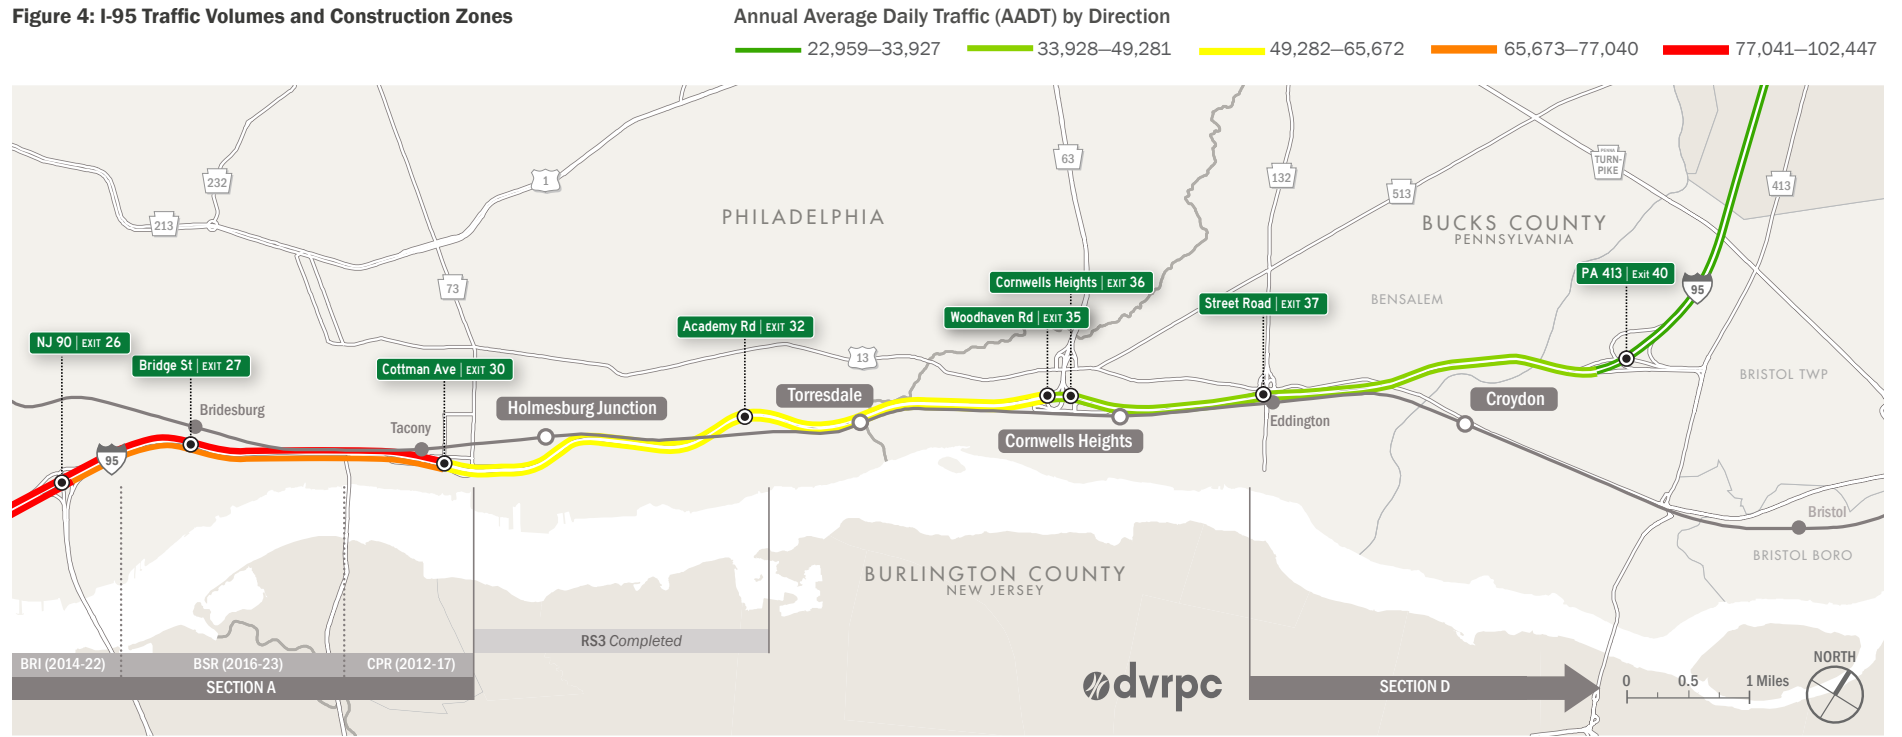 Figure 4: I-95 Traffic Volumes and Construction Zones
Annual Average Daily Traffic (AADT) by Direction
22,959—33,927
33,928—49,281
49,282—65,672
65,673—77,040
77,041—102,447
232
213
1
73
PHILADELPHIA
63
132
513
PENNA TURN-
PIKE
413
BUCKS COUNTY
PENNSYLVANIA
BENSALEM
BRISTOL TWP
NJ 90 | EXIT 26
Bridge St | EXIT 27
Cottman Ave | EXIT 30
Academy Rd | EXIT 32
Woodhaven Rd | EXIT 35
Cornwells Heights | EXIT 36
Street Road | EXIT 37
PA 413 | Exit 40
95
13
95
Bridesburg
Tacony
Holmesburg Junction
Torresdale
Cornwells Heights
Eddington
Croydon
Bristol
BRISTOL BORO
BURLINGTON COUNTY
NEW JERSEY
RS3 Completed
BRI (2014-22)
BSR (2016-23)
CPR (2012-17)
SECTION A
dvrpc
SECTION D
0 0.5 1 Miles
NORTH